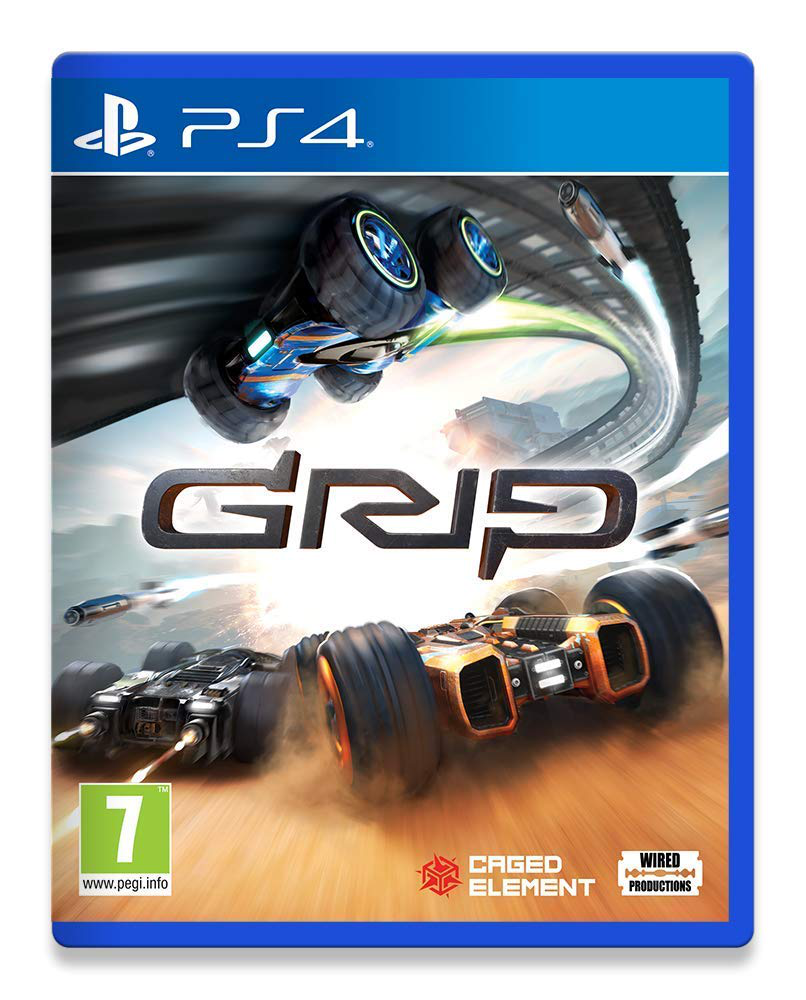 PS4
GRIP
7
www.pegi.info
CAGED
ELEMENT
WIRED
PRODUCTIONS